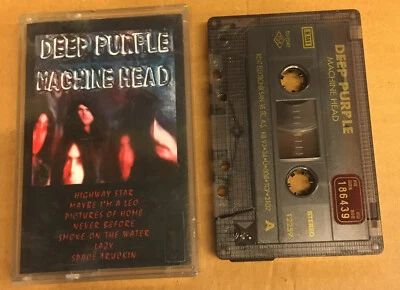 DEEP PURPLE
MACHINE HEAD
HIGHWAY STAR
MAYBE I'M A LEO
PICTURES OF HOME
NEVER BEFORE
SMOKE ON THE WATER
LAZY
SPACE TRUCKIN
DEEP PURPLE
MACHINE HEAD
EMI
186439
STEREO
A